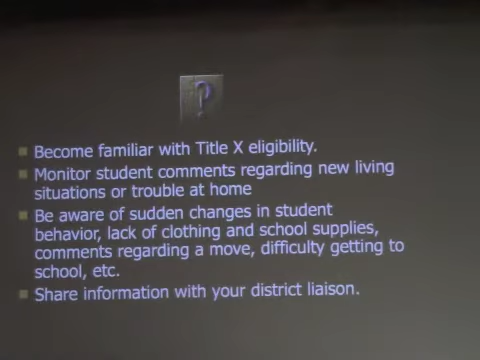 ?
Become familiar with Title X eligibility.
Monitor student comments regarding new living
situations or trouble at home
Be aware of sudden changes in student
behavior, lack of clothing and school supplies,
comments regarding a move, difficulty getting to
school, etc.
Share information with your district liaison.